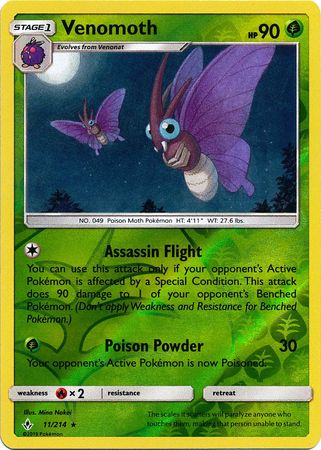 STAGE 1
Venomoth
HP 90
Evolves from Venonat
NO. 049 Poison Moth Pokémon HT: 4'11" WT: 27.6 lbs.
Assassin Flight
You can use this attack only if your opponent's Active
Pokémon is affected by a Special Condition. This attack
does 90 damage to 1 of your opponent's Benched
Pokémon. (Don't apply Weakness and Resistance for Benched
Pokémon.)
Poison Powder 30
Your opponent's Active Pokémon is now Poisoned.
weakness × 2 resistance retreat
Illus. Mina Nakai
The scales it scatters will paralyze anyone who
touches them, making that person unable to stand.
11/214 ★
©2019 Pokémon